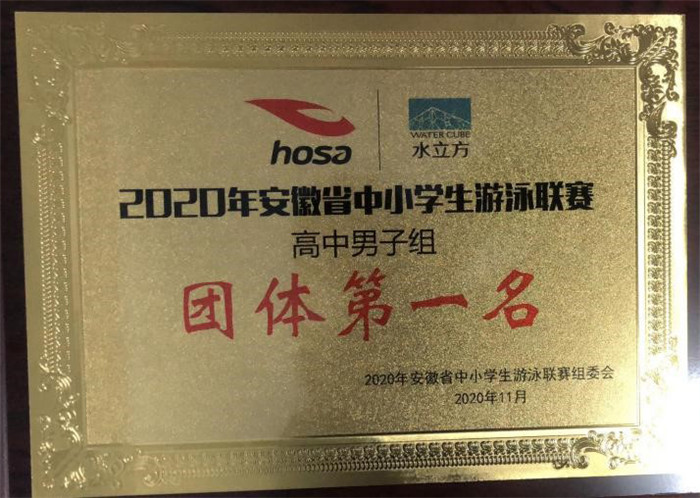 hosa
WATER CUBE
水立方
2020年安徽省中小学生游泳联赛
高中男子组
团体第一名
2020年安徽省中小学生游泳联赛组委会
2020年11月